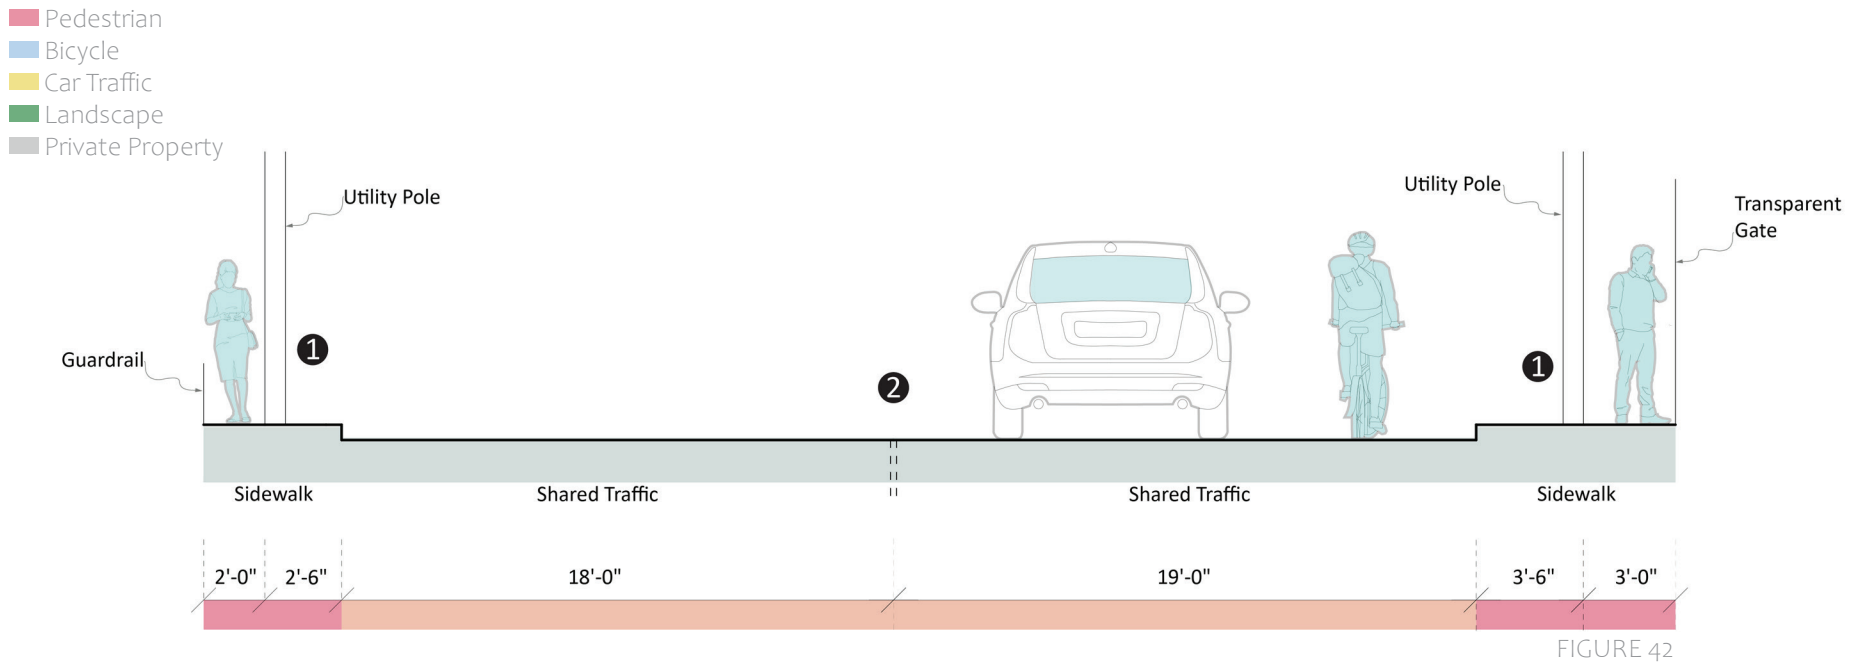 Pedestrian
Bicycle
Car Traffic
Landscape
Private Property
Utility Pole
Utility Pole
Transparent
Gate
Guardrail
1
2
1
Sidewalk
Shared Traffic
Shared Traffic
Sidewalk
2'-0"
2'-6"
18'-0"
19'-0"
3'-6"
3'-0"
FIGURE 42